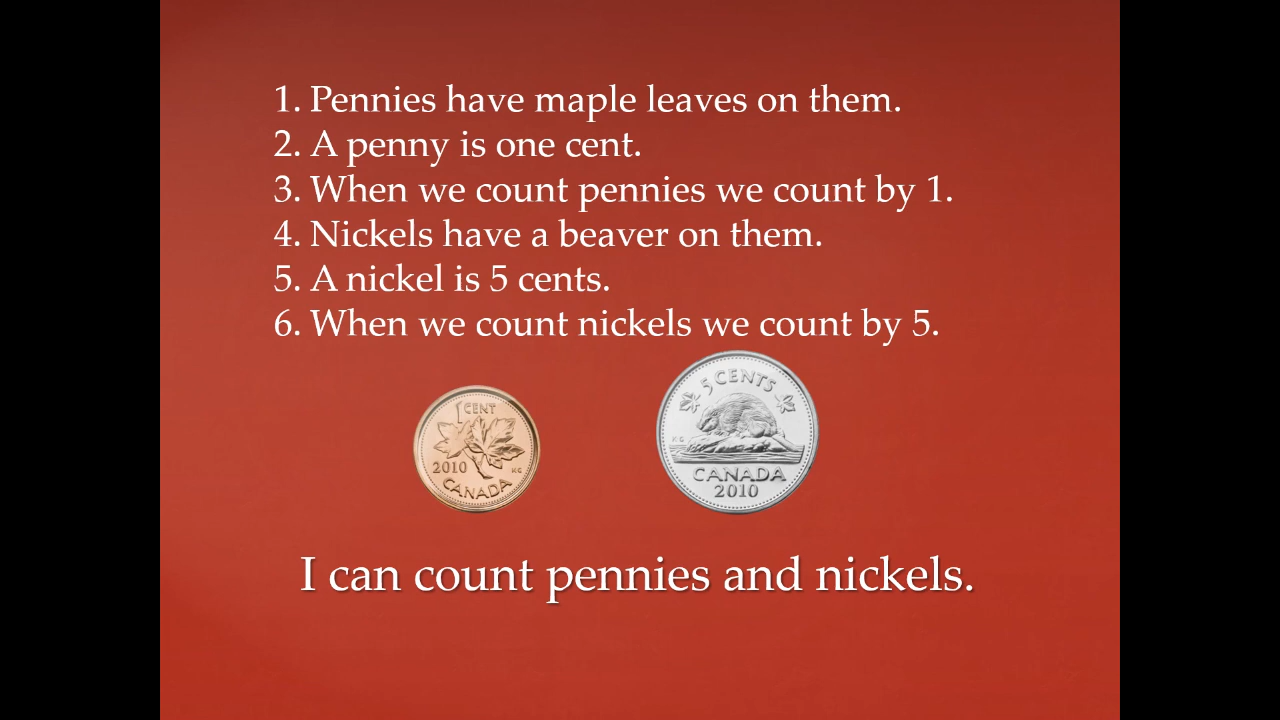 1. Pennies have maple leaves on them.
2. A penny is one cent.
3. When we count pennies we count by 1.
4. Nickels have a beaver on them.
5. A nickel is 5 cents.
6. When we count nickels we count by 5.
1 CENT
2010 KG
CANADA
5 CENTS
KG
CANADA
2010
I can count pennies and nickels.